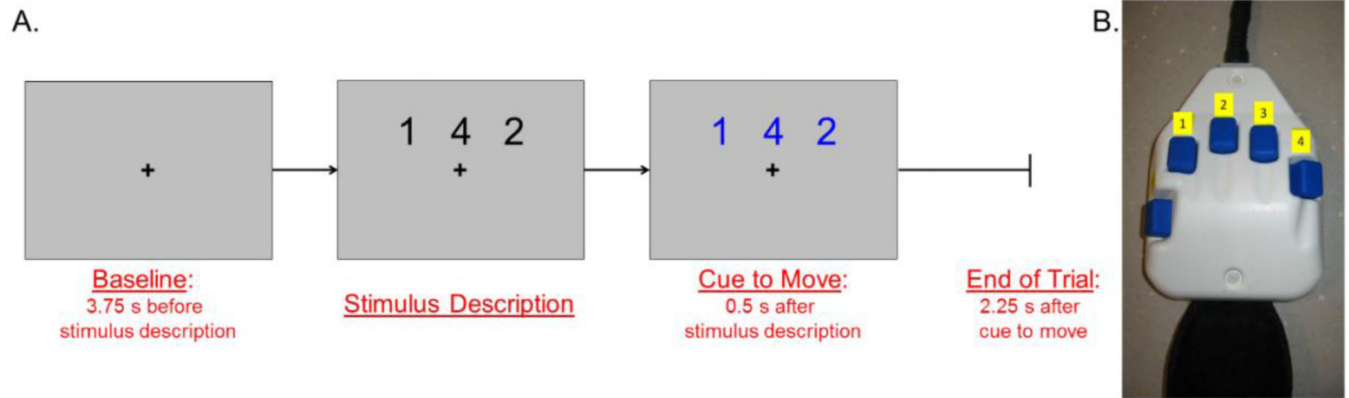 A.
1 4 2
+
+
1 4 2
+
Baseline:
3.75 s before
stimulus description
Stimulus Description
Cue to Move:
0.5 s after
stimulus description
End of Trial:
2.25 s after
cue to move
B.
1
2
3
4